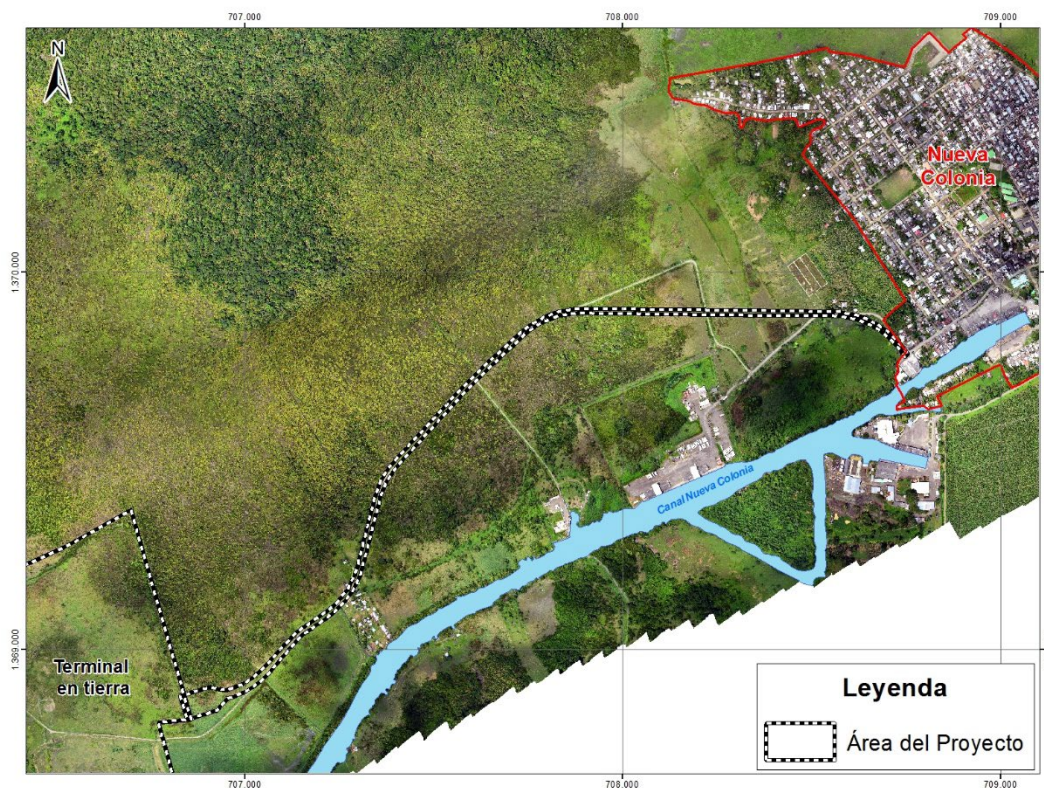 707.000
708.000
709.000
N
Nueva
Colonia
1.370.000
Canal Nueva Colonia
1.369.000
Terminal
en tierra
Leyenda
Área del Proyecto
707.000
708.000
709.000